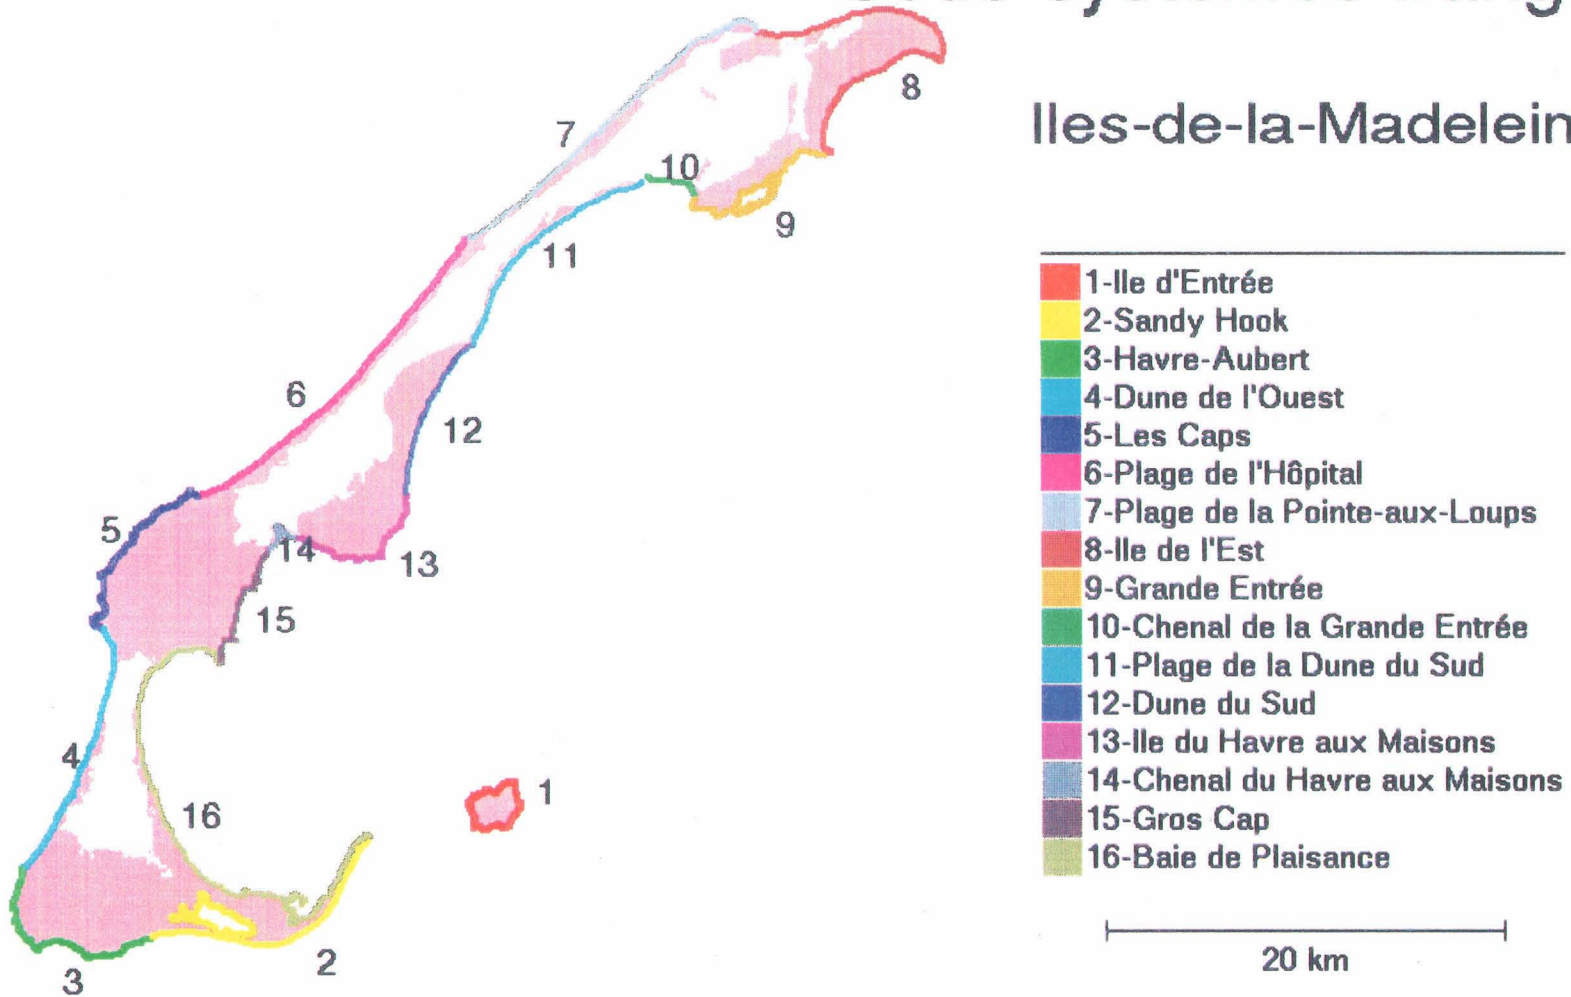 Iles-de-la-Madelein
8
7
10
9
11
6
12
5
14
13
15
4
1
16
2
3
1-Ile d'Entrée
2-Sandy Hook
3-Havre-Aubert
4-Dune de l'Ouest
5-Les Caps
6-Plage de l'Hôpital
7-Plage de la Pointe-aux-Loups
8-Ile de l'Est
9-Grande Entrée
10-Chenal de la Grande Entrée
11-Plage de la Dune du Sud
12-Dune du Sud
13-Ile du Havre aux Maisons
14-Chenal du Havre aux Maisons
15-Gros Cap
16-Baie de Plaisance
20 km